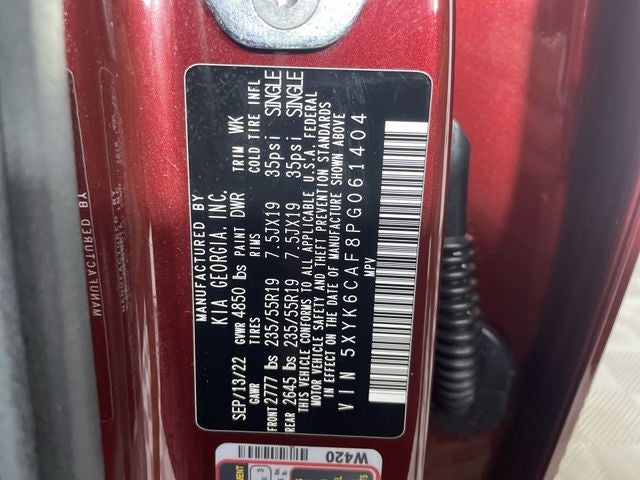 MANUFACTURED BY
KIA GEORGIA, INC.
SEP/13/22 GVWR 4850 lbs PAINT DWR TRIM WK
GAWR TIRES RIMS COLD TIRE INFL
FRONT 2777 lbs 235/55R19 7.5JX19 35psi SINGLE
REAR 2645 lbs 235/55R19 7.5JX19 35psi SINGLE
THIS VEHICLE CONFORMS TO ALL APPLICABLE U.S.A. FEDERAL
MOTOR VEHICLE SAFETY AND THEFT PREVENTION STANDARDS
IN EFFECT ON THE DATE OF MANUFACTURE SHOWN ABOVE
VIN 5XYK6CAF8PG061404
MPV
W420
MANUFACTURED BY